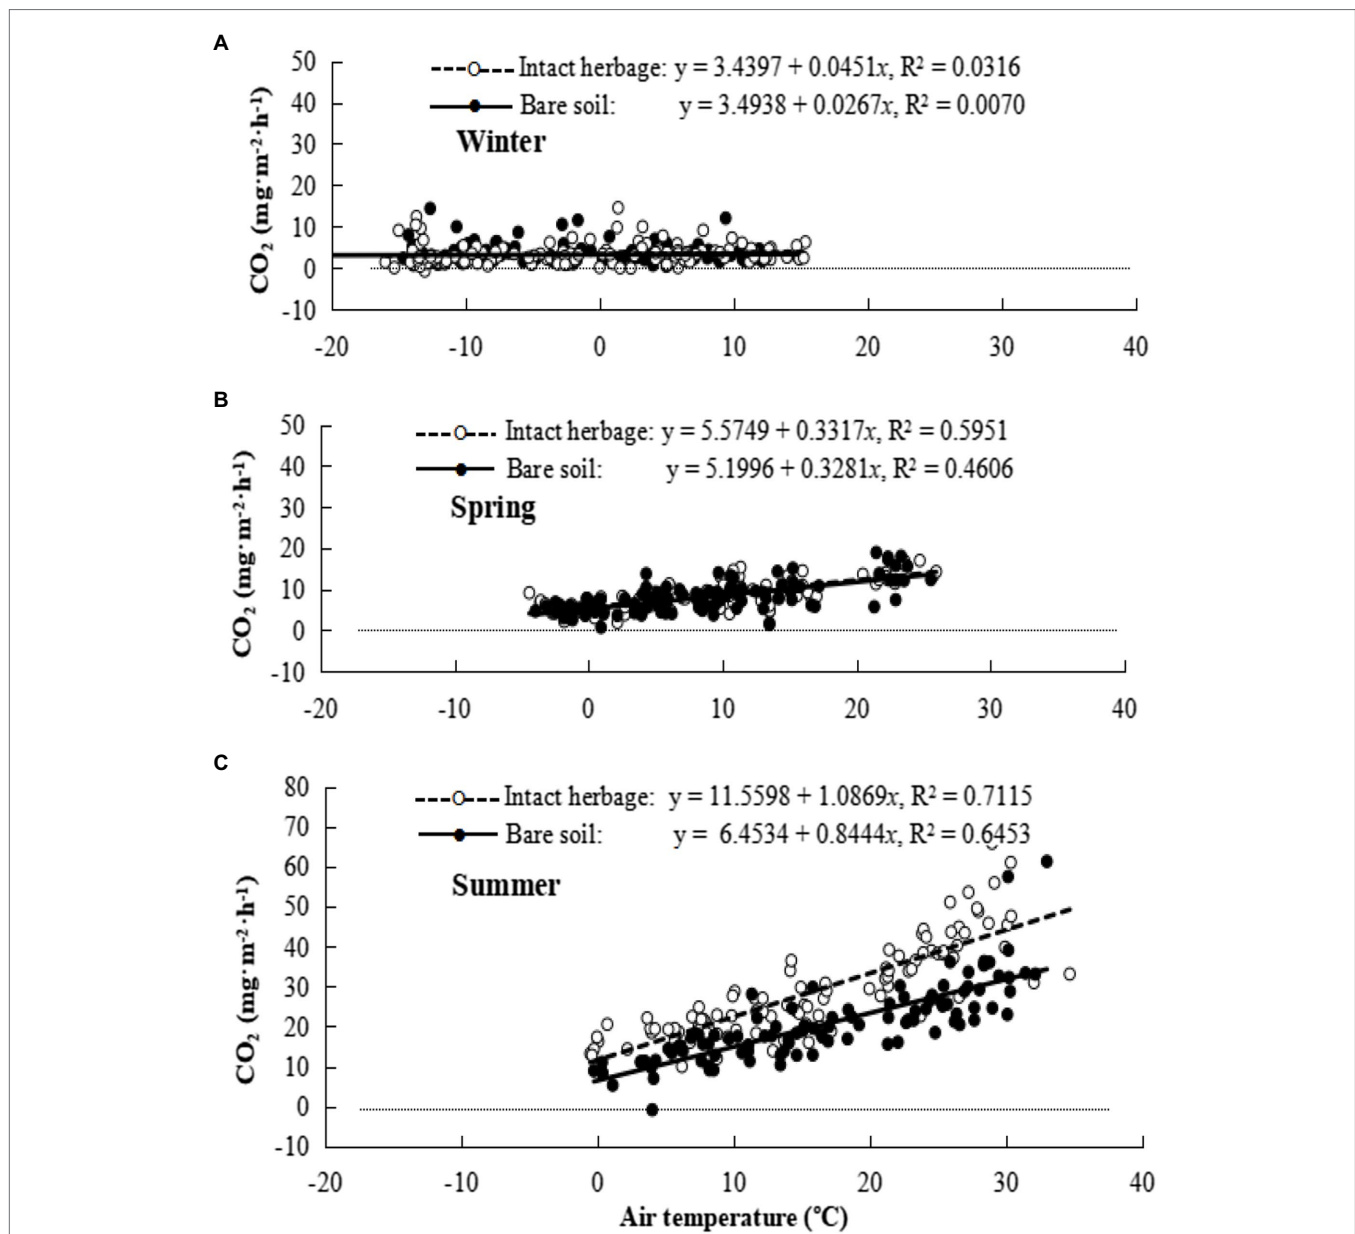 A
Intact herbage: y = 3.4397 + 0.0451x, R² = 0.0316
Bare soil: y = 3.4938 + 0.0267x, R² = 0.0070
Winter
CO₂ (mg·m⁻²·h⁻¹)
50
40
30
20
10
0
-10
-20 -10 0 10 20 30 40
B
Intact herbage: y = 5.5749 + 0.3317x, R² = 0.5951
Bare soil: y = 5.1996 + 0.3281x, R² = 0.4606
Spring
CO₂ (mg·m⁻²·h⁻¹)
50
40
30
20
10
0
-10
-20 -10 0 10 20 30 40
C
Intact herbage: y = 11.5598 + 1.0869x, R² = 0.7115
Bare soil: y = 6.4534 + 0.8444x, R² = 0.6453
Summer
CO₂ (mg·m⁻²·h⁻¹)
80
70
60
50
40
30
20
10
0
-10
-20 -10 0 10 20 30 40
Air temperature (°C)